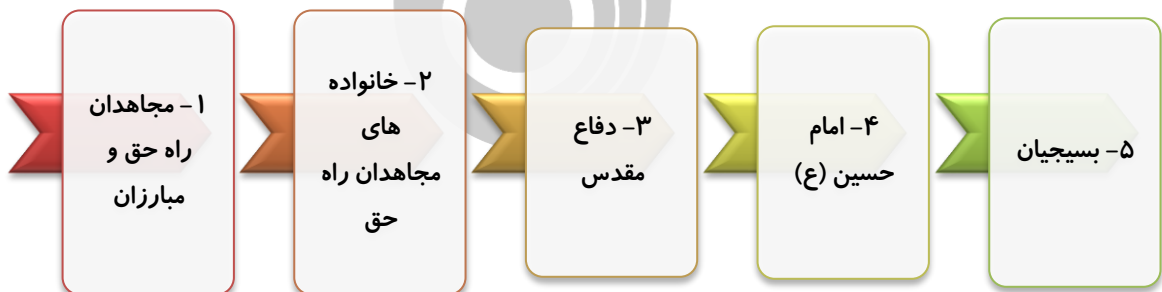 ۱- مجاهدان
راه حق و
مبارزان
۲- خانواده
های
مجاهدان راه
حق
۳- دفاع
مقدس
۴- امام
حسین (ع)
۵- بسیجیان